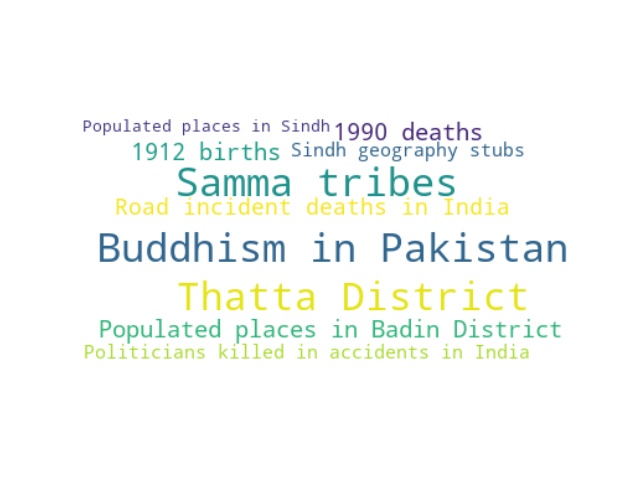 Populated places in Sindh
1990 deaths
1912 births
Sindh geography stubs
Samma tribes
Road incident deaths in India
Buddhism in Pakistan
Thatta District
Populated places in Badin District
Politicians killed in accidents in India